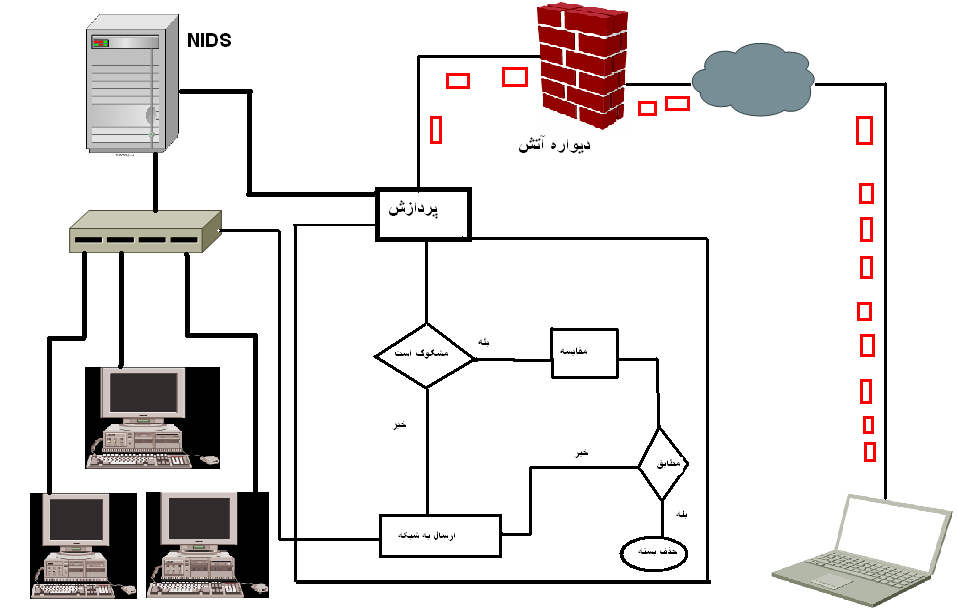 NIDS
دیواره آتش
پردازش
مشکوک است
بله
مقایسه
خیر
خیر
مطابق
بله
ارسال به شبکه
حذف بسته